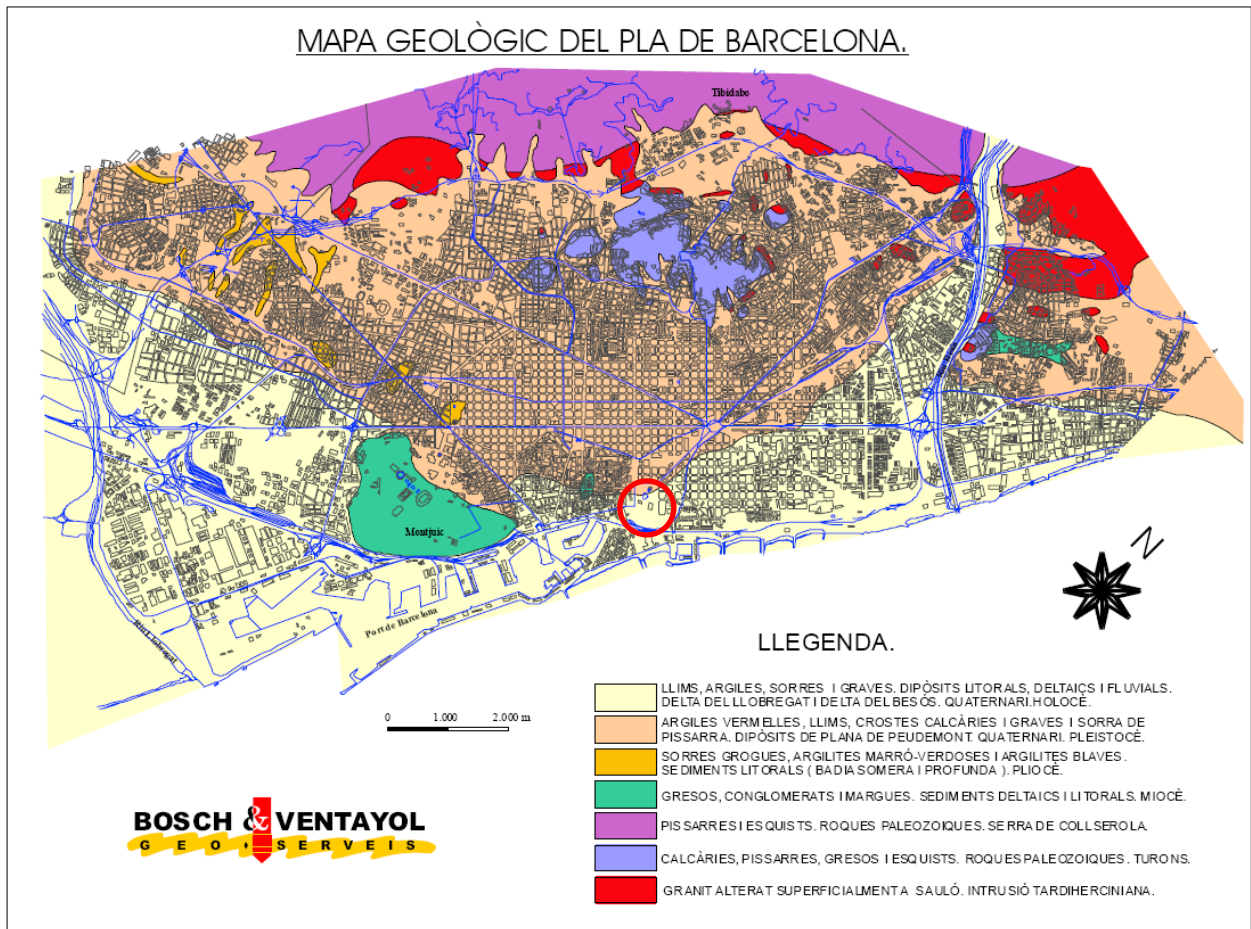 MAPA GEOLÒGIC DEL PLA DE BARCELONA.
Tibidabo
Montjuïc
Port de Barcelona
Riu Llobregat
N
0 1.000 2.000 m
LLEGENDA.
LLIMS, ARGILES, SORRES I GRAVES. DIPÒSITS LITORALS, DELTAICS I FLUVIALS.
DELTA DEL LLOBREGAT I DELTA DEL BESÓS. QUATERNARI.HOLOCÈ.
ARGILES VERMELLES, LLIMS, CROSTES CALCÀRIES I GRAVES I SORRA DE
PISSARRA. DIPÒSITS DE PLANA DE PEUDEMONT. QUATERNARI. PLEISTOCÈ.
SORRES GROGUES, ARGILITES MARRÓ-VERDOSES I ARGILITES BLAVES.
SEDIMENTS LITORALS ( BADIA SOMERA I PROFUNDA ). PLIOCÈ.
GRESOS, CONGLOMERATS I MARGUES. SEDIMENTS DELTAICS I LITORALS. MIOCÈ.
PISSARRES I ESQUISTS. ROQUES PALEOZOIQUES. SERRA DE COLLSEROLA.
CALCÀRIES, PISSARRES, GRESOS I ESQUISTS. ROQUES PALEOZOIQUES. TURONS.
GRANIT ALTERAT SUPERFICIALMENT A SAULÓ. INTRUSIÓ TARDIHERCINIANA.
BOSCH & VENTAYOL
GEO SERVEIS